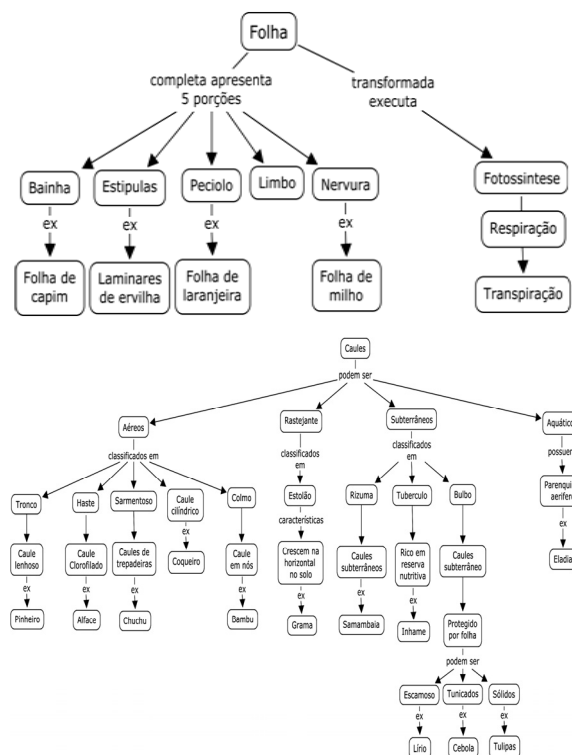 Folha
completa apresenta
5 porções
transformada
executa
Bainha
Estipulas
Peciolo
Limbo
Nervura
Fotossintese
ex
ex
ex
ex
Respiração
Folha de
capim
Laminares
de ervilha
Folha de
laranjeira
Folha de
milho
Transpiração
Caules
podem ser
Aéreos
Rastejante
Subterrâneos
Aquático
classificados em
classificados
em
classificados
em
possuem
Tronco
Haste
Sarmentoso
Caule
cilíndrico
Colmo
Estolão
Rizuma
Tuberculo
Bulbo
características
ex
ex
Caule
lenhoso
Caule
Clorofilado
Caules de
trepadeiras
Coqueiro
Caule
em nós
Crescem na
horizontal
no solo
Caules
subterrâneos
Rico em
reserva
nutritiva
Caules
subterrâneo
Eladia
ex
ex
ex
ex
ex
ex
ex
Pinheiro
Alface
Chuchu
Bambu
Grama
Samambaia
Inhame
Protegido
por folha
podem ser
Escamoso
Tunicados
Sólidos
ex
ex
ex
Lírio
Cebola
Tulipas